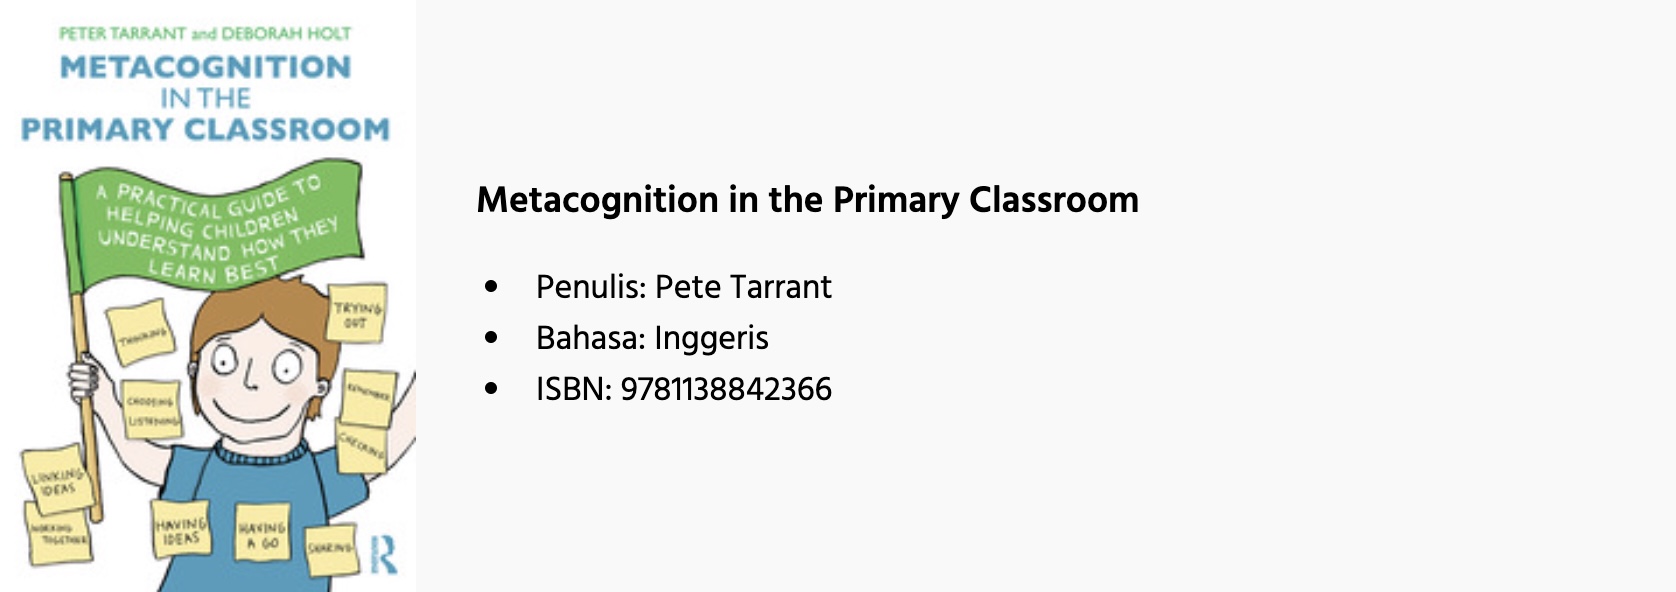 PETER TARRANT and DEBORAH HOLT
METACOGNITION
IN THE
PRIMARY CLASSROOM
A PRACTICAL GUIDE TO
HELPING CHILDREN
UNDERSTAND HOW THEY
LEARN BEST
TRYING
OUT
THINKING
REMEMBER
CHOOSING
LISTENING
CHECKING
LINKING
IDEAS
WORKING
TOGETHER
HAVING
IDEAS
HAVING
A GO
SHARING
R
Metacognition in the Primary Classroom
• Penulis: Pete Tarrant
• Bahasa: Inggeris
• ISBN: 9781138842366